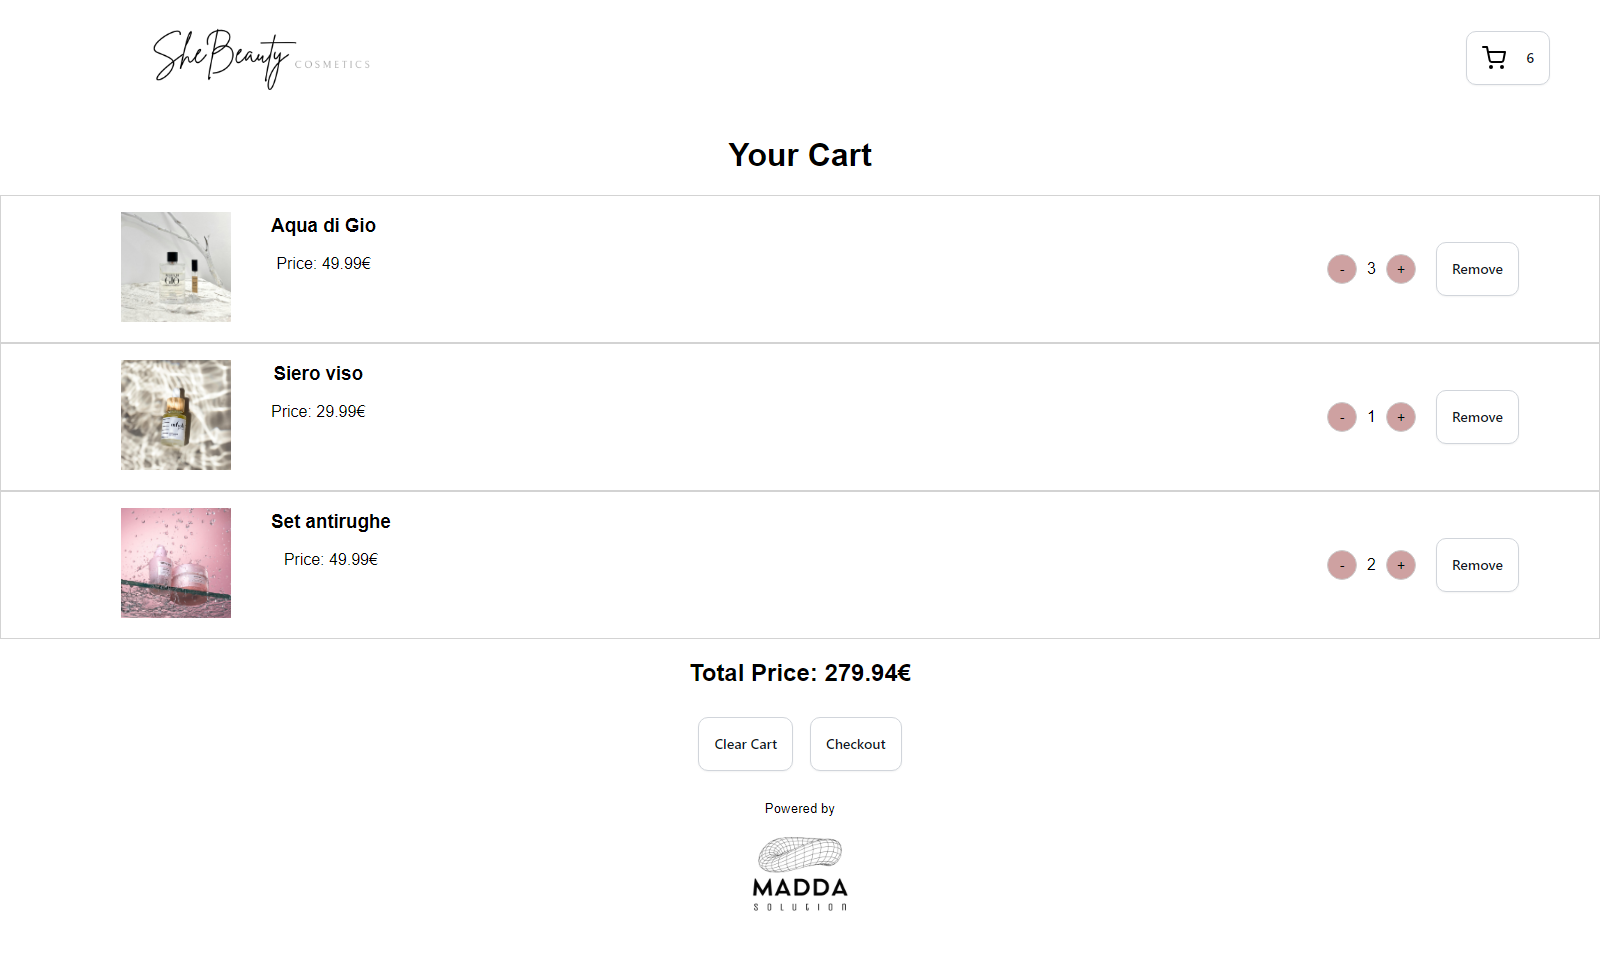 SheBeauty COSMETICS
6
Your Cart
Aqua di Gio
Price: 49.99€
- 3 + Remove
GIO
Siero viso
Price: 29.99€
- 1 + Remove
Set antirughe
Price: 49.99€
- 2 + Remove
Total Price: 279.94€
Clear Cart Checkout
Powered by
MADDA
SOLUTION